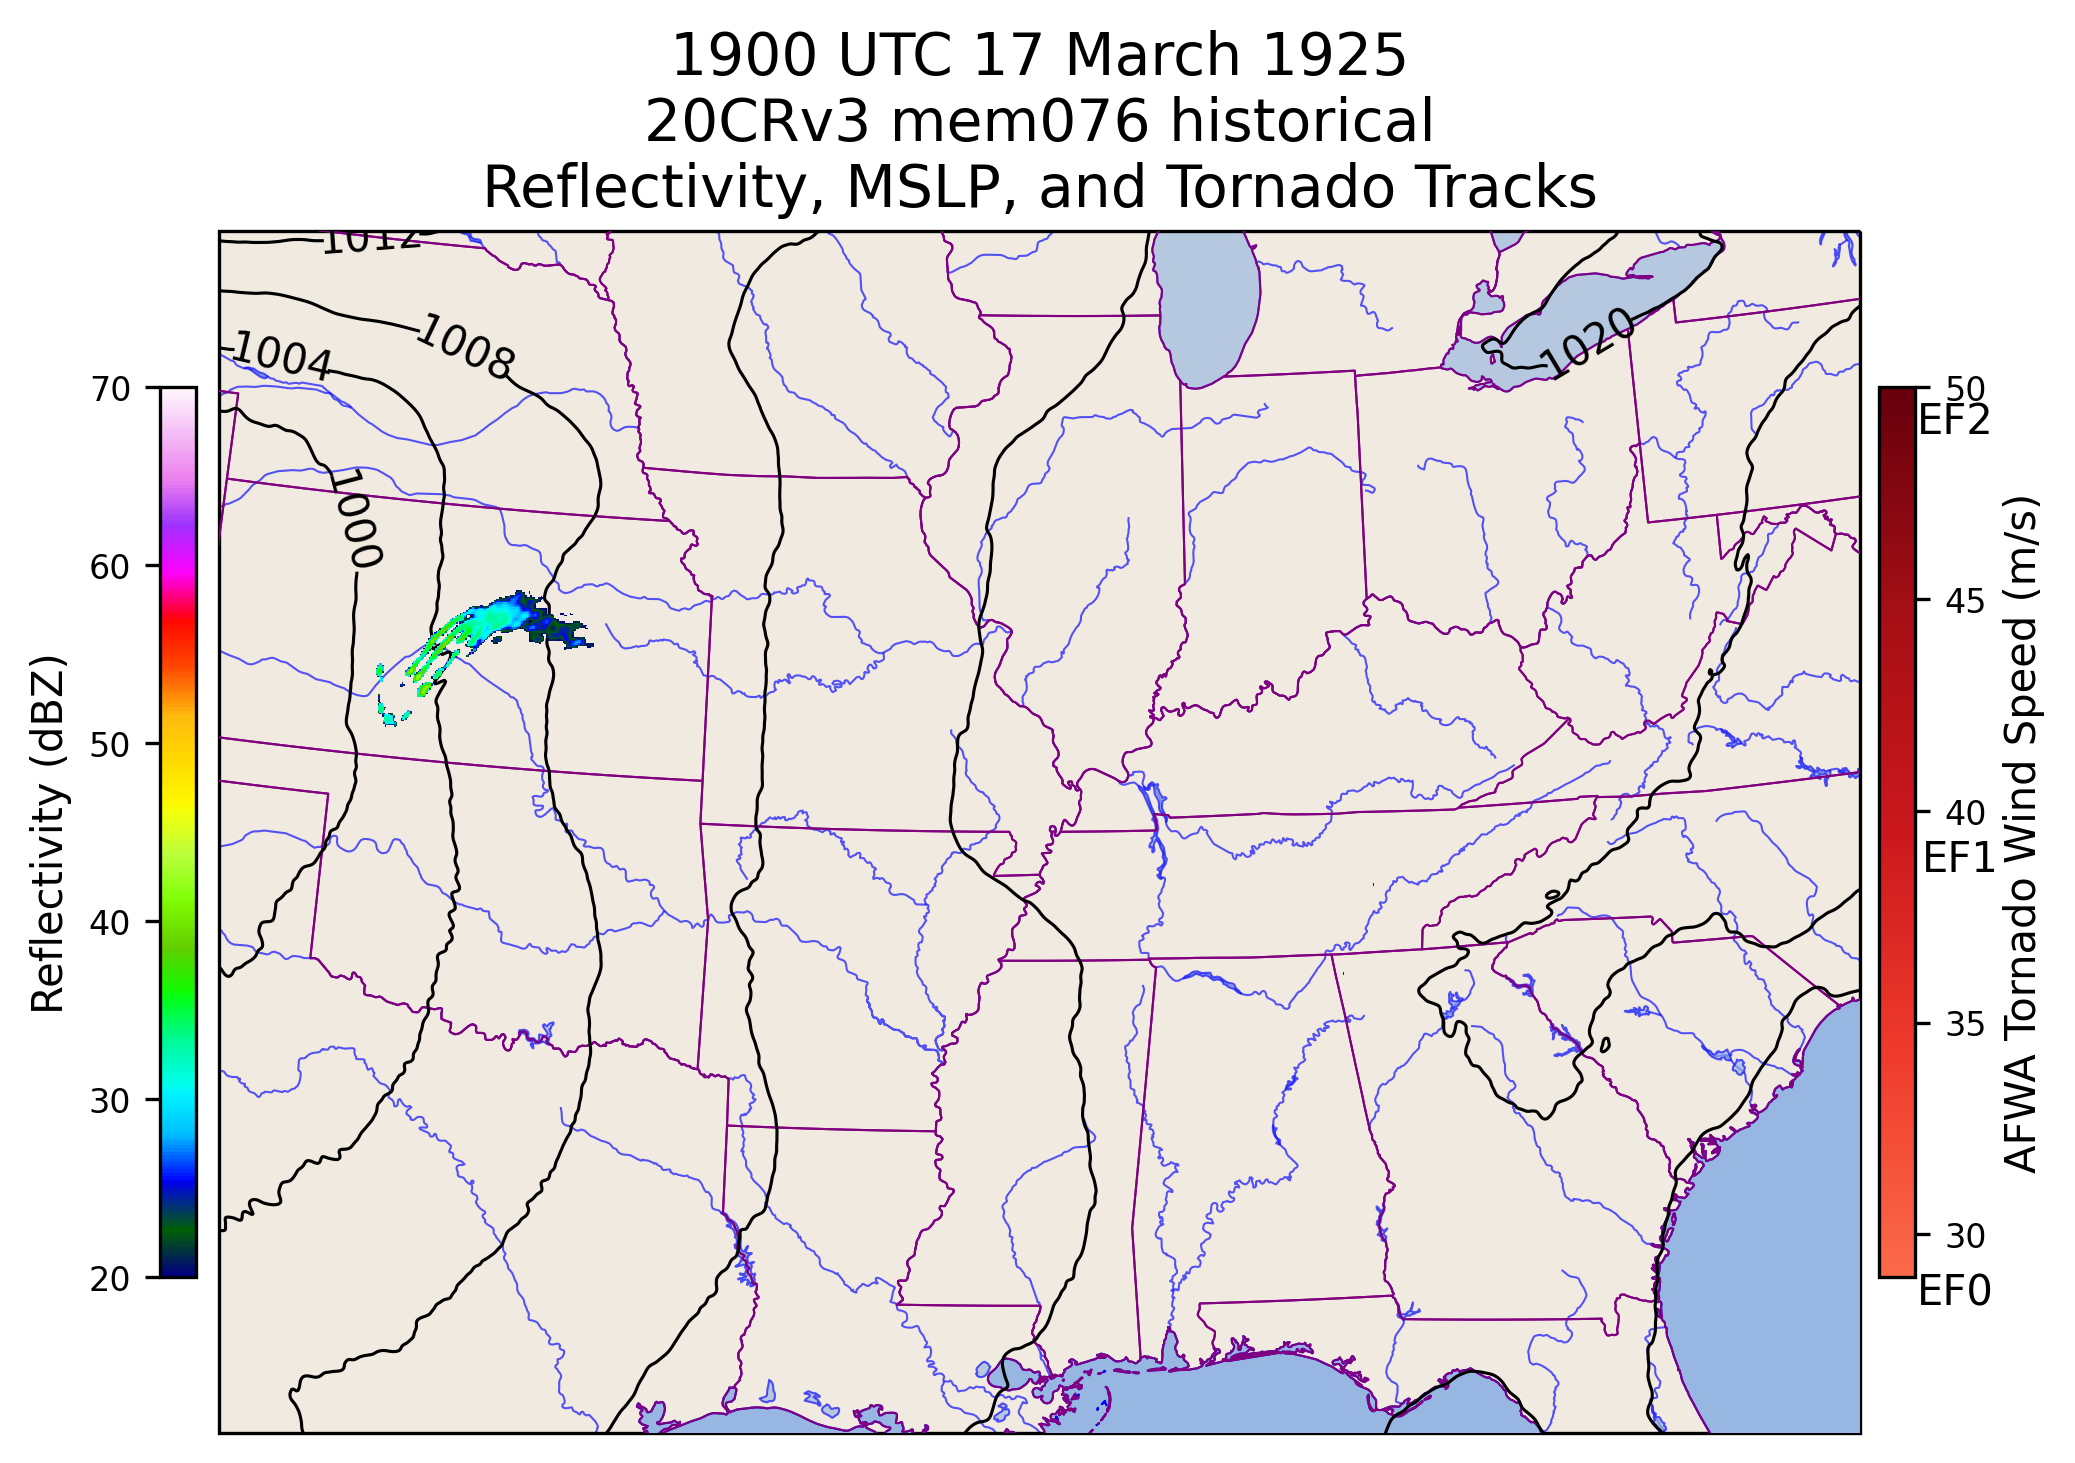 1900 UTC 17 March 1925
20CRv3 mem076 historical
Reflectivity, MSLP, and Tornado Tracks
1012
1008
1004
1000
1020
70
60
50
40
30
20
Reflectivity (dBZ)
50
EF2
45
40
EF1
35
30
EF0
AFWA Tornado Wind Speed (m/s)